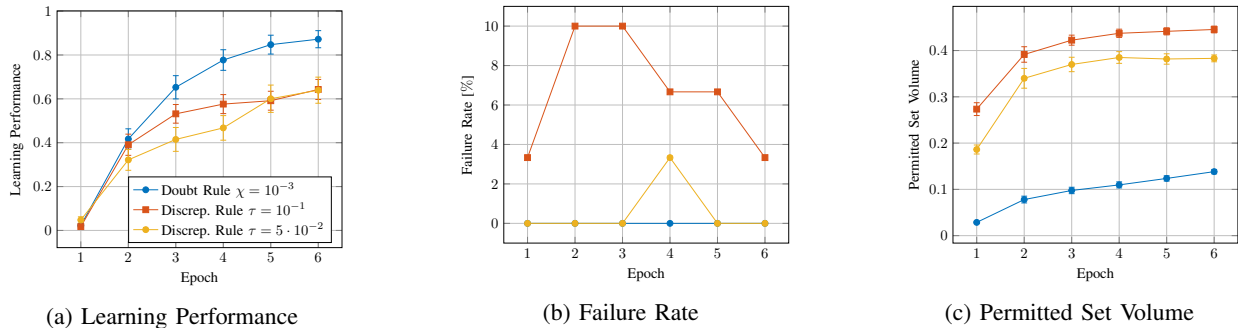 1
0.8
0.6
0.4
0.2
0
Learning Performance
Doubt Rule χ = 10⁻³
Discrep. Rule τ = 10⁻¹
Discrep. Rule τ = 5 · 10⁻²
1 2 3 4 5 6
Epoch
(a) Learning Performance
10
8
6
4
2
0
Failure Rate [%]
1 2 3 4 5 6
Epoch
(b) Failure Rate
0.4
0.3
0.2
0.1
0
Permitted Set Volume
1 2 3 4 5 6
Epoch
(c) Permitted Set Volume